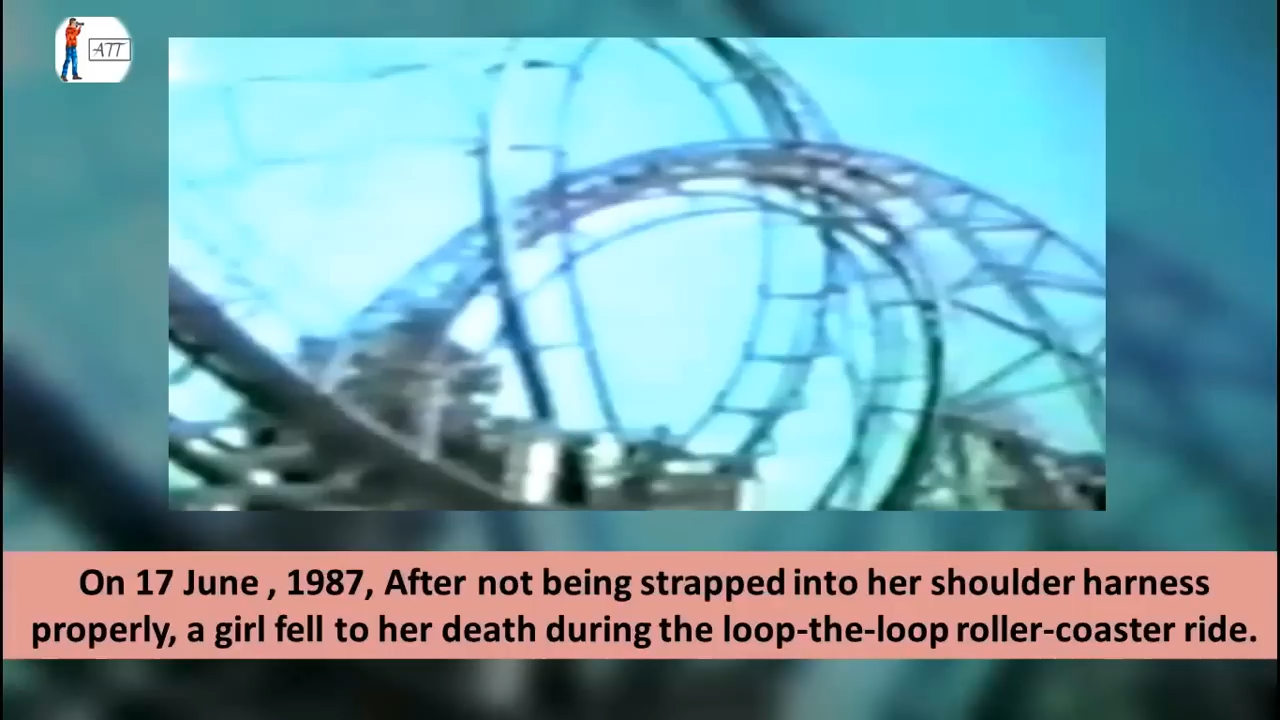 ATT
On 17 June , 1987, After not being strapped into her shoulder harness
properly, a girl fell to her death during the loop-the-loop roller-coaster ride.